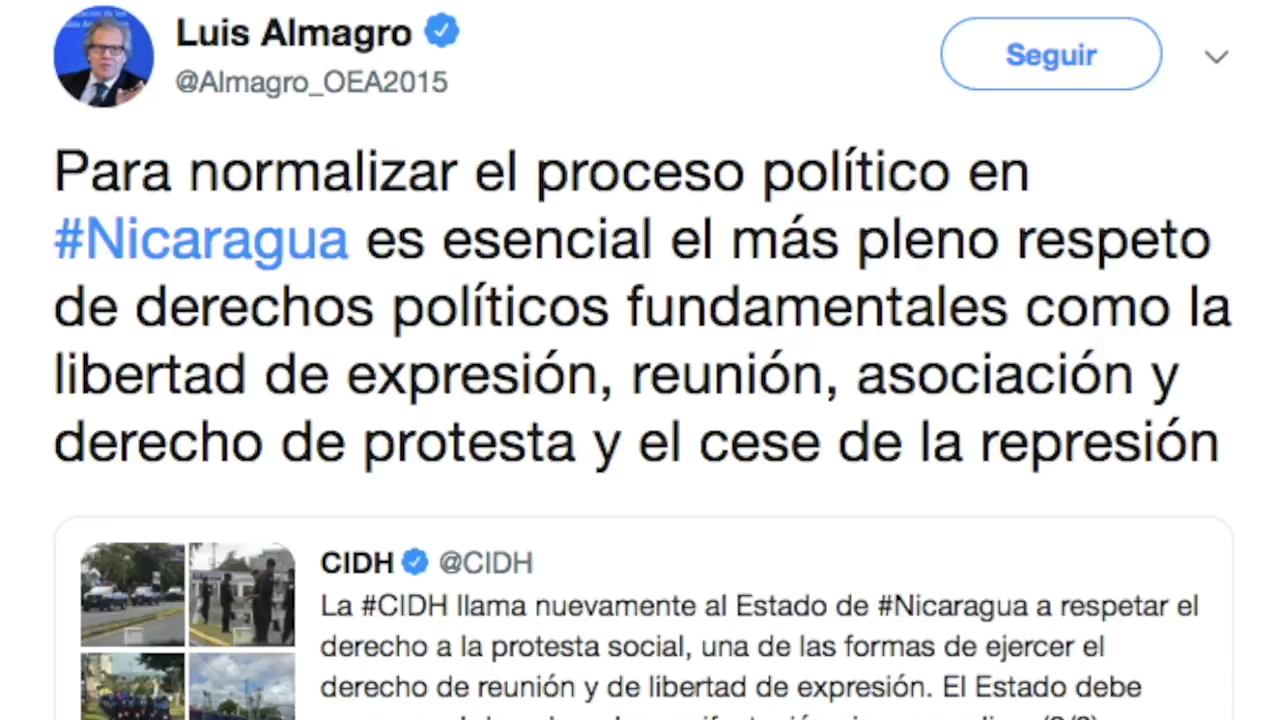 Luis Almagro
@Almagro_OEA2015
Seguir
Para normalizar el proceso político en
#Nicaragua es esencial el más pleno respeto
de derechos políticos fundamentales como la
libertad de expresión, reunión, asociación y
derecho de protesta y el cese de la represión
CIDH @CIDH
La #CIDH llama nuevamente al Estado de #Nicaragua a respetar el
derecho a la protesta social, una de las formas de ejercer el
derecho de reunión y de libertad de expresión. El Estado debe